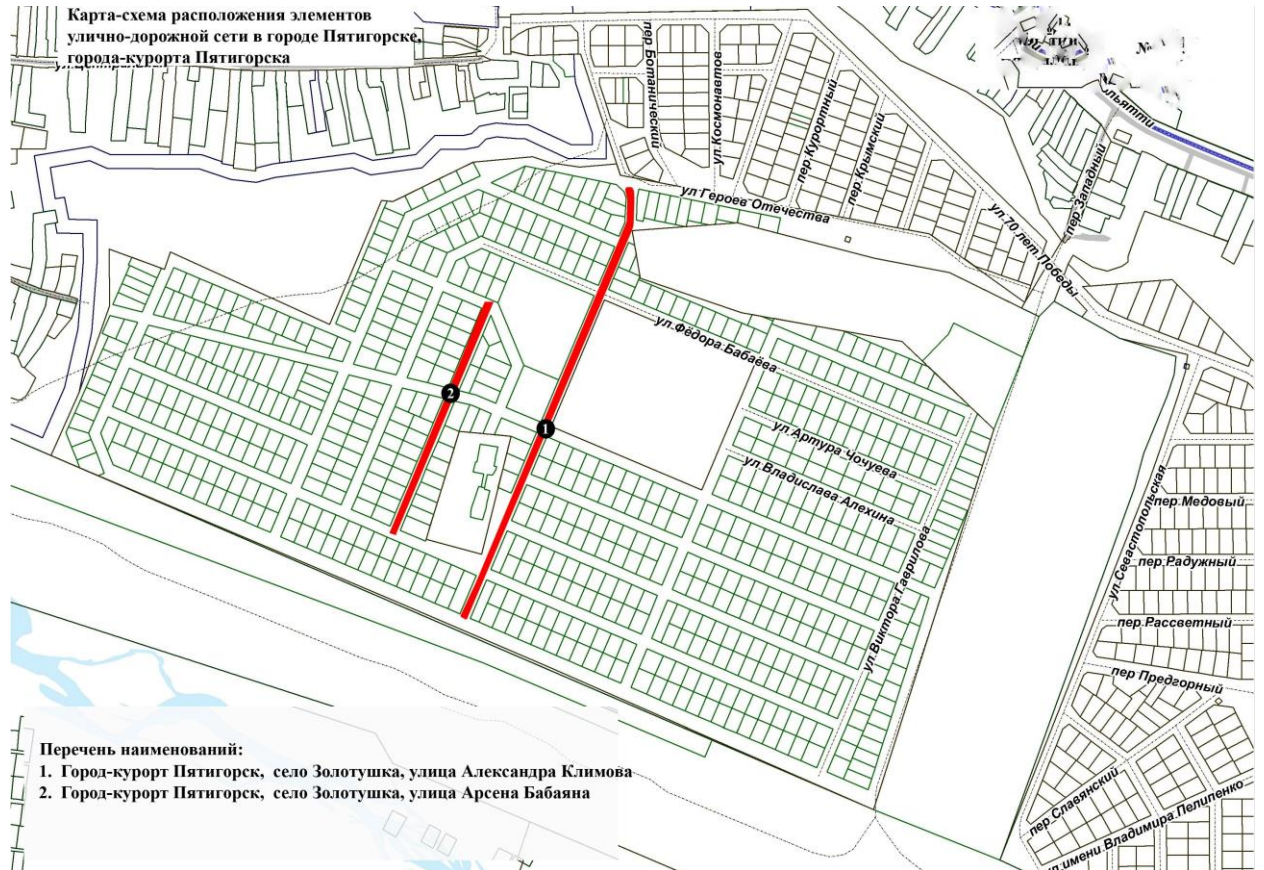 Карта-схема расположения элементов
улично-дорожной сети в городе Пятигорске,
города-курорта Пятигорска
№
пер.Ботанический
ул.Космонавтов
пер.Курортный
пер.Крымский
пер.Западный
ул.Героев Отечества
ул.70 лет Победы
ул.Фёдора Бабаёва
2
1
ул.Артура Чочуева
ул.Владислава Алехина
ул.Виктора Гаврилова
ул.Севастопольская
пер.Медовый
пер.Радужный
пер.Рассветный
пер Предгорный
пер.Славянский
ул.имени Владимира Пелипенко
Перечень наименований:
1. Город-курорт Пятигорск, село Золотушка, улица Александра Климова
2. Город-курорт Пятигорск, село Золотушка, улица Арсена Бабаяна